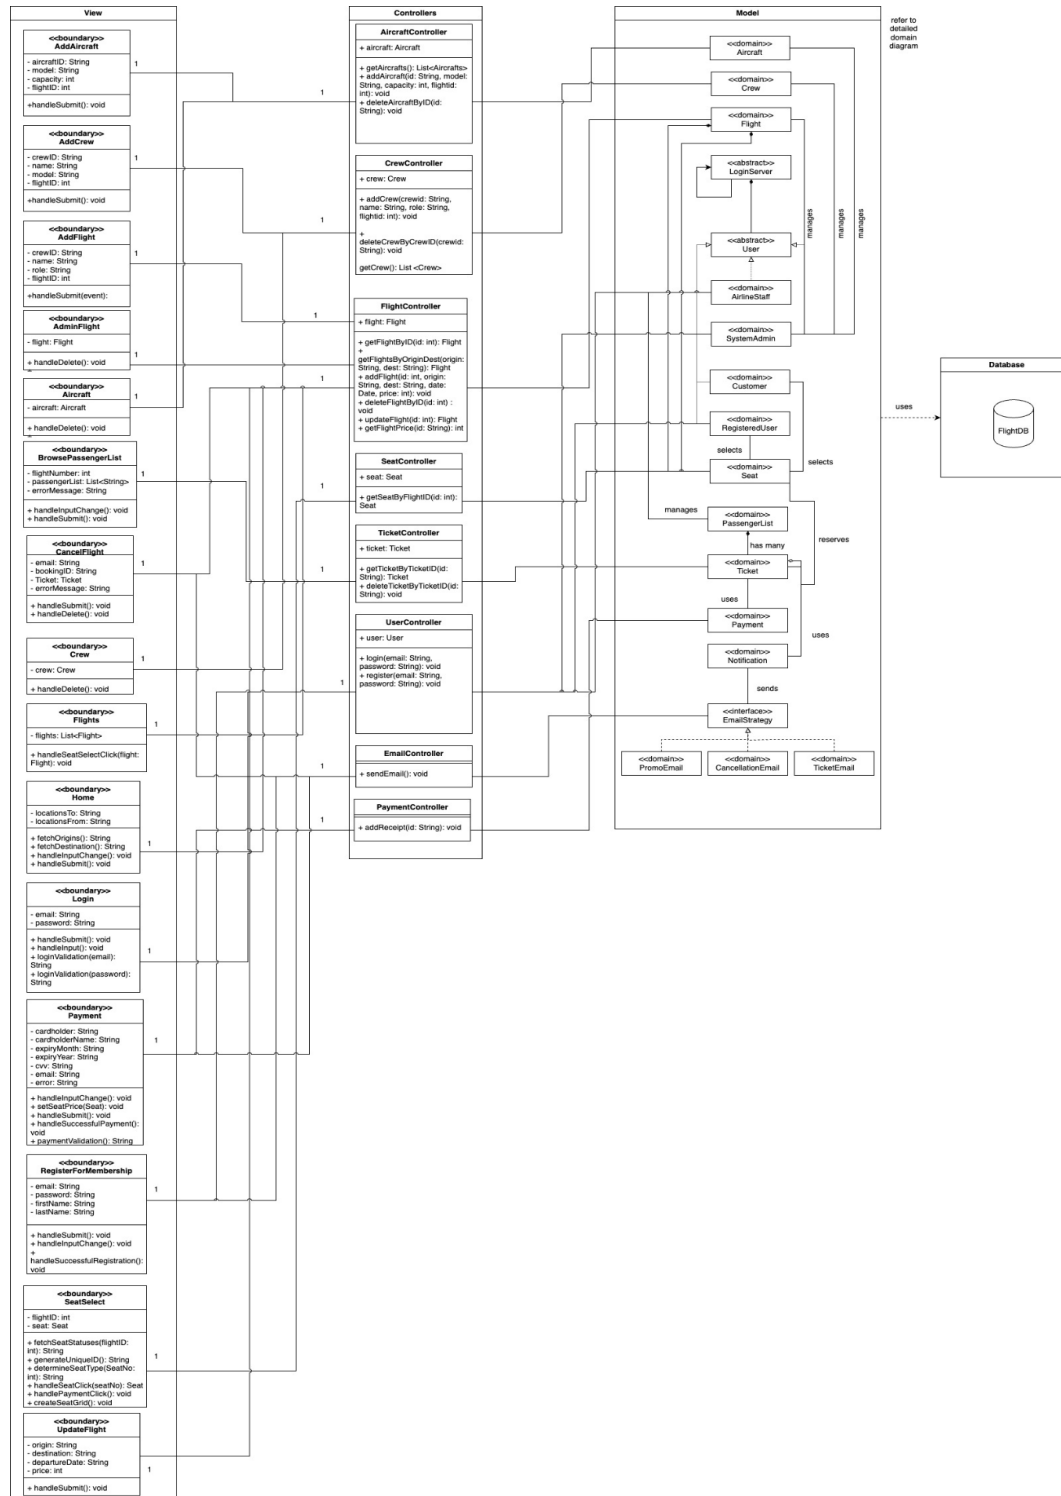 View
<<boundary>>
AddAircraft
- aircraftID: String
- model: String
- capacity: int
- flightID: int
+handleSubmit(): void
1
<<boundary>>
AddCrew
- crewID: String
- name: String
- model: String
- flightID: int
+handleSubmit(): void
1
<<boundary>>
AddFlight
- crewID: String
- name: String
- role: String
- flightID: int
+handleSubmit(event):
1
<<boundary>>
AdminFlight
- flight: Flight
+ handleDelete(): void
1
<<boundary>>
Aircraft
- aircraft: Aircraft
+ handleDelete(): void
1
<<boundary>>
BrowsePassengerList
- flightNumber: int
- passengerList: List<String>
- errorMessage: String
+ handleInputChange(): void
+ handleSubmit(): void
1
<<boundary>>
CancelFlight
- email: String
- bookingID: String
- Ticket: Ticket
- errorMessage: String
+ handleSubmit(): void
+ handleDelete(): void
1
<<boundary>>
Crew
- crew: Crew
+ handleDelete(): void
1
<<boundary>>
Flights
- flights: List<Flight>
+ handleSeatSelectClick(flight:
Flight): void
1
<<boundary>>
Home
- locationsTo: String
- locationsFrom: String
+ fetchOrigins(): String
+ fetchDestination(): String
+ handleInputChange(): void
+ handleSubmit(): void
1
<<boundary>>
Login
- email: String
- password: String
+ handleSubmit(): void
+ handleInput(): void
+ loginValidation(email):
String
+ loginValidation(password):
String
1
<<boundary>>
Payment
- cardholder: String
- cardholderName: String
- expiryMonth: String
- expiryYear: String
- cvv: String
- email: String
- error: String
+ handleInputChange(): void
+ setSeatPrice(Seat): void
+ handleSubmit(): void
+ handleSuccessfulPayment():
void
+ paymentValidation(): String
1
<<boundary>>
RegisterForMembership
- email: String
- password: String
- firstName: String
- lastName: String
+ handleSubmit(): void
+ handleInputChange(): void
+
handleSuccessfulRegistration():
void
1
<<boundary>>
SeatSelect
- flightID: int
- seat: Seat
+ fetchSeatStatuses(flightID:
int): String
+ generateUniqueID(): String
+ determineSeatType(SeatNo:
int): String
+ handleSeatClick(seatNo): Seat
+ handlePaymentClick(): void
+ createSeatGrid(): void
1
<<boundary>>
UpdateFlight
- origin: String
- destination: String
- departureDate: String
- price: int
+ handleSubmit(): void
1
Controllers
AircraftController
+ aircraft: Aircraft
+ getAircrafts(): List<Aircrafts>
+ addAircraft(id: String, model:
String, capacity: int, flightid:
int): void
+ deleteAircraftByID(id:
String): void
1
CrewController
+ crew: Crew
+ addCrew(crewid: String,
name: String, role: String,
flightid: int): void
+
deleteCrewByCrewID(crewid:
String): void
getCrew(): List <Crew>
1
FlightController
+ flight: Flight
+ getFlightByID(id: int): Flight
+
getFlightsByOriginDest(origin:
String, dest: String): Flight
+ addFlight(id: int, origin:
String, dest: String, date:
Date, price: int): void
+ deleteFlightByID(id: int) :
void
+ updateFlight(id: int): Flight
+ getFlightPrice(id: String): int
1
1
SeatController
+ seat: Seat
+ getSeatByFlightID(id: int):
Seat
1
TicketController
+ ticket: Ticket
+ getTicketByTicketID(id:
String): Ticket
+ deleteTicketByTicketID(id:
String): void
1
UserController
+ user: User
+ login(email: String,
password: String): void
+ register(email: String,
password: String): void
1
EmailController
+ sendEmail(): void
1
PaymentController
+ addReceipt(id: String): void
1
Model
<<domain>>
Aircraft
<<domain>>
Crew
<<domain>>
Flight
<<abstract>>
LoginServer
<<abstract>>
User
manages
manages
manages
<<domain>>
AirlineStaff
<<domain>>
SystemAdmin
<<domain>>
Customer
<<domain>>
RegisteredUser
selects
selects
<<domain>>
Seat
manages
<<domain>>
PassengerList
reserves
has many
<<domain>>
Ticket
uses
<<domain>>
Payment
uses
<<domain>>
Notification
sends
<<interface>>
EmailStrategy
<<domain>>
PromoEmail
<<domain>>
CancellationEmail
<<domain>>
TicketEmail
refer to
detailed
domain
diagram
uses
Database
FlightDB